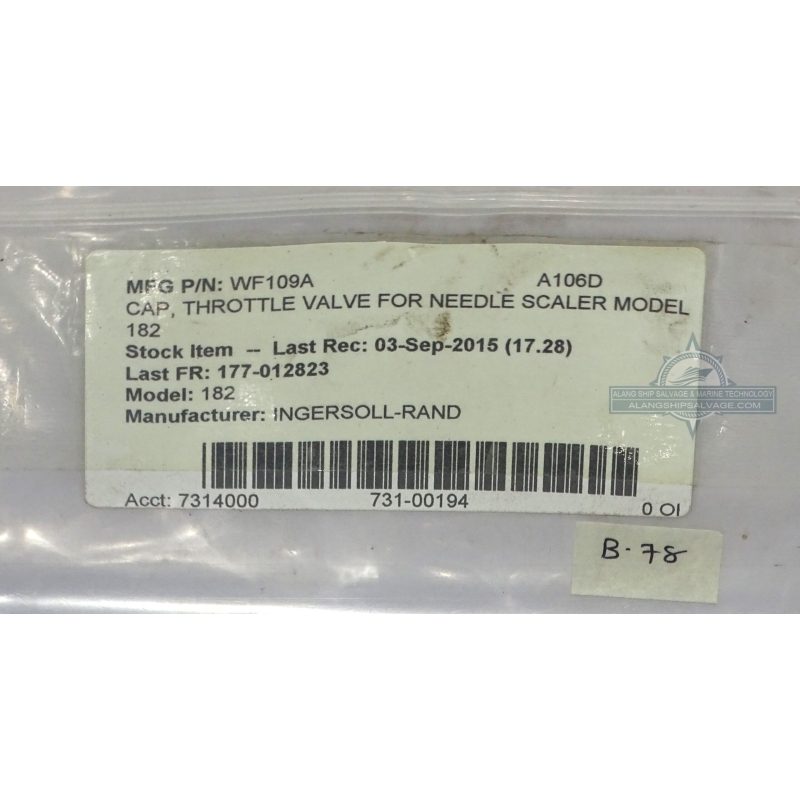 MFG P/N: WF109A A106D
CAP, THROTTLE VALVE FOR NEEDLE SCALER MODEL
182
Stock Item -- Last Rec: 03-Sep-2015 (17.28)
Last FR: 177-012823
Model: 182
Manufacturer: INGERSOLL-RAND
ALANG SHIP SALVAGE & MARINE TECHNOLOGY
ALANGSHIPSALVAGE.COM
Acct: 7314000 731-00194 0 OI
B-78